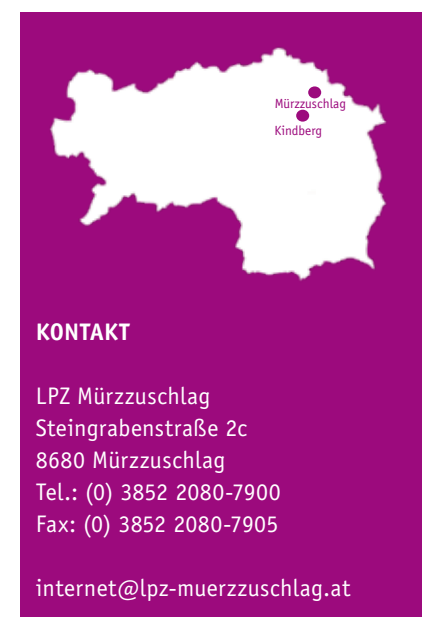 Mürzzuschlag
Kindberg
KONTAKT
LPZ Mürzzuschlag
Steingrabenstraße 2c
8680 Mürzzuschlag
Tel.: (0) 3852 2080-7900
Fax: (0) 3852 2080-7905
internet@lpz-muerzzuschlag.at